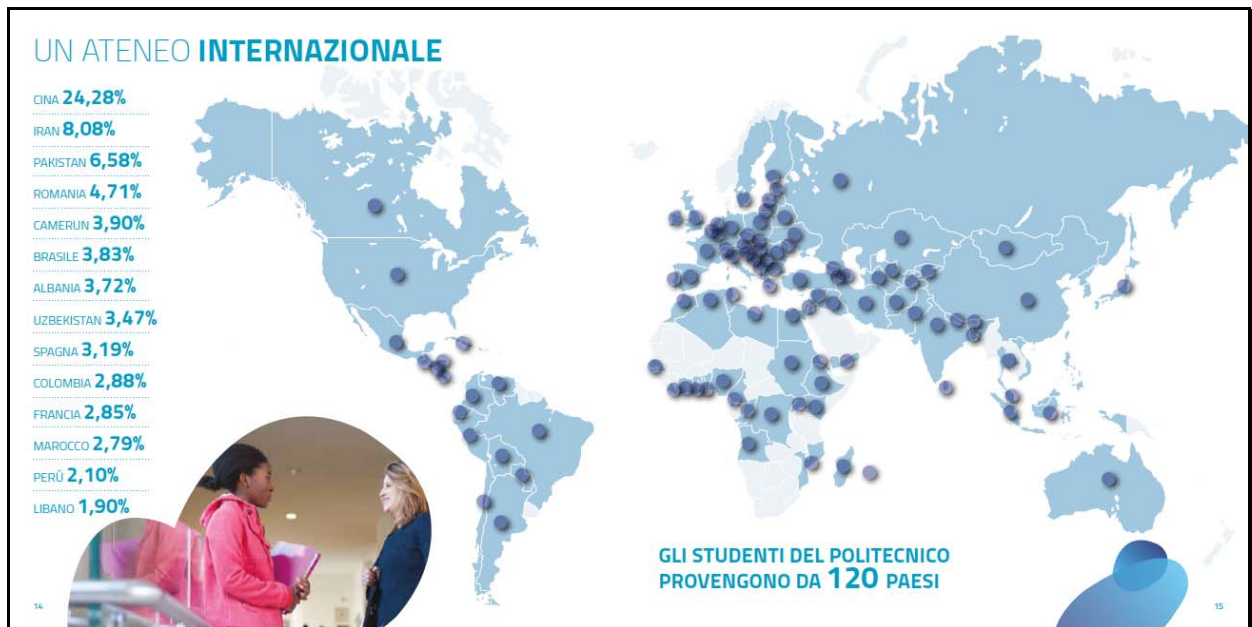 UN ATENEO INTERNAZIONALE
CINA 24,28%
IRAN 8,08%
PAKISTAN 6,58%
ROMANIA 4,71%
CAMERUN 3,90%
BRASILE 3,83%
ALBANIA 3,72%
UZBEKISTAN 3,47%
SPAGNA 3,19%
COLOMBIA 2,88%
FRANCIA 2,85%
MAROCCO 2,79%
PERÙ 2,10%
LIBANO 1,90%
GLI STUDENTI DEL POLITECNICO
PROVENGONO DA 120 PAESI
14
15